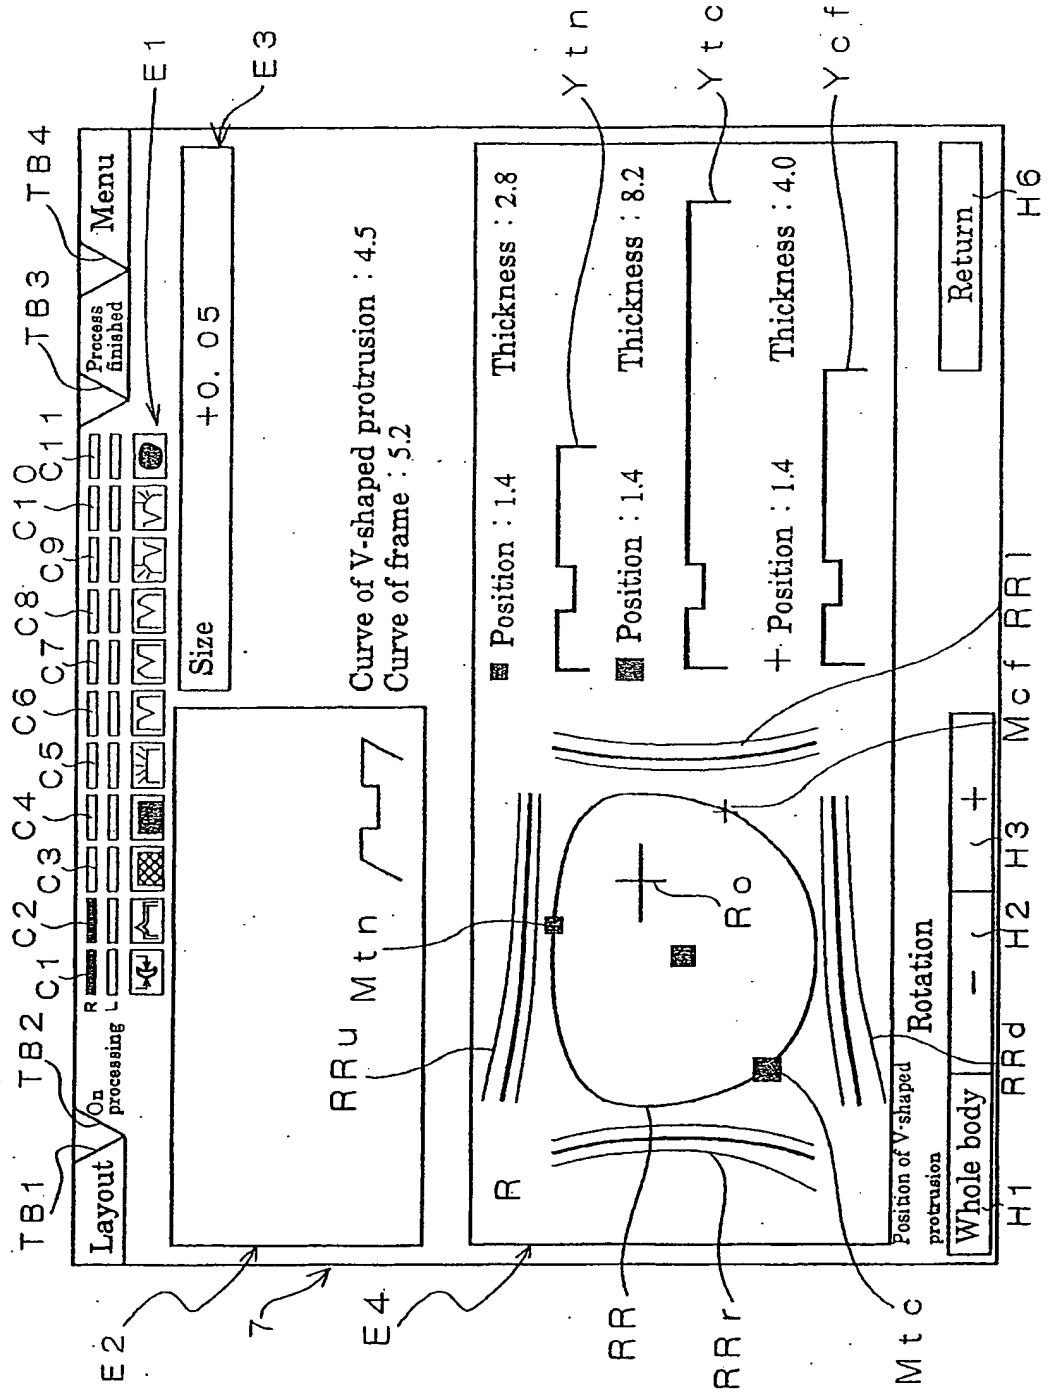 TB1
TB2
C1
C2
C3
C4
C5
C6
C7
C8
C9
C10
C11
TB3
TB4
Layout
On
processing
R
L
Process
finished
Menu
E1
E2
7
Size
+0.05
E3
Curve of V-shaped protrusion : 4.5
Curve of frame : 5.2
RRu
Mtn
E4
R
Position : 1.4 Thickness : 2.8
Ytn
Position : 1.4 Thickness : 8.2
Ytc
+ Position : 1.4 Thickness : 4.0
Ycf
Ro
RR
RRr
Mtc
Position of V-shaped
protrusion
Rotation
Whole body
−
+
Return
H1
RRd
H2
H3
Mcf
RRl
H6